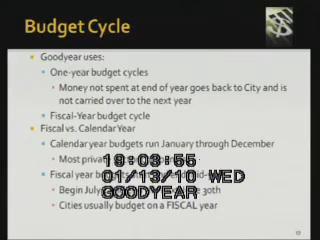 Budget Cycle
Goodyear uses:
One-year budget cycles
Money not spent at end of year goes back to City and is
not carried over to the next year
Fiscal-Year budget cycle
Fiscal vs. Calendar Year
Calendar year budgets run January through December
Most private
19:03:55
01/13/10 WED
GOODYEAR
Fiscal year
Begin July
30th
Cities usually budget on a FISCAL year